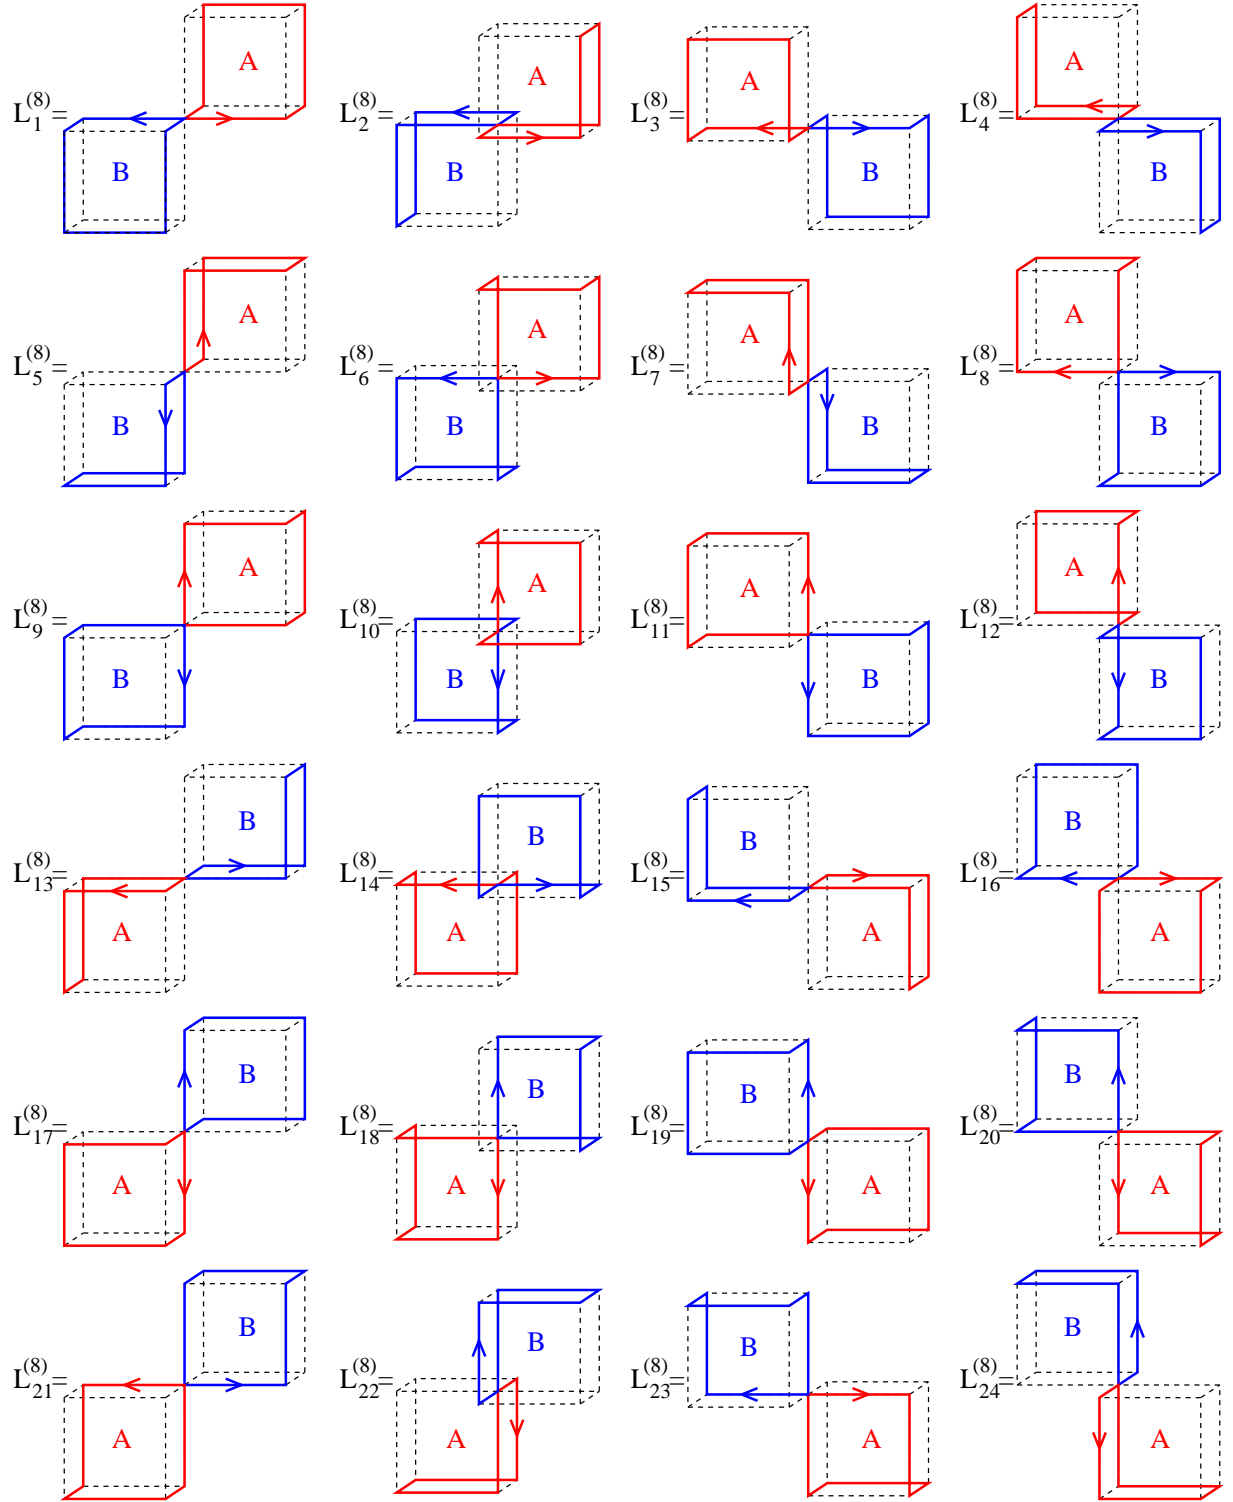 A A A A
L₁⁽⁸⁾= L₂⁽⁸⁾= L₃⁽⁸⁾= L₄⁽⁸⁾=
B B B B
A A A A
L₅⁽⁸⁾= L₆⁽⁸⁾= L₇⁽⁸⁾= L₈⁽⁸⁾=
B B B B
A A A A
L₉⁽⁸⁾= L₁₀⁽⁸⁾= L₁₁⁽⁸⁾= L₁₂⁽⁸⁾=
B B B B
B B B B
L₁₃⁽⁸⁾= L₁₄⁽⁸⁾= L₁₅⁽⁸⁾= L₁₆⁽⁸⁾=
A A A A
B B B B
L₁₇⁽⁸⁾= L₁₈⁽⁸⁾= L₁₉⁽⁸⁾= L₂₀⁽⁸⁾=
A A A A
B B B B
L₂₁⁽⁸⁾= L₂₂⁽⁸⁾= L₂₃⁽⁸⁾= L₂₄⁽⁸⁾=
A A A A